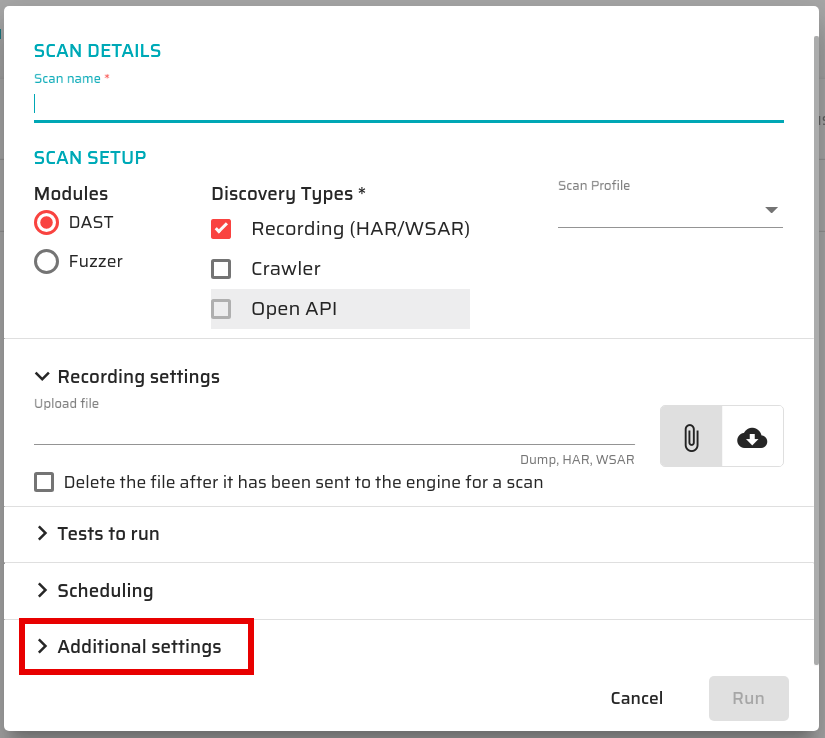 SCAN DETAILS
Scan name *
SCAN SETUP
Modules
DAST
Fuzzer
Discovery Types *
Recording (HAR/WSAR)
Crawler
Open API
Scan Profile
Recording settings
Upload file
Dump, HAR, WSAR
Delete the file after it has been sent to the engine for a scan
Tests to run
Scheduling
Additional settings
Cancel
Run